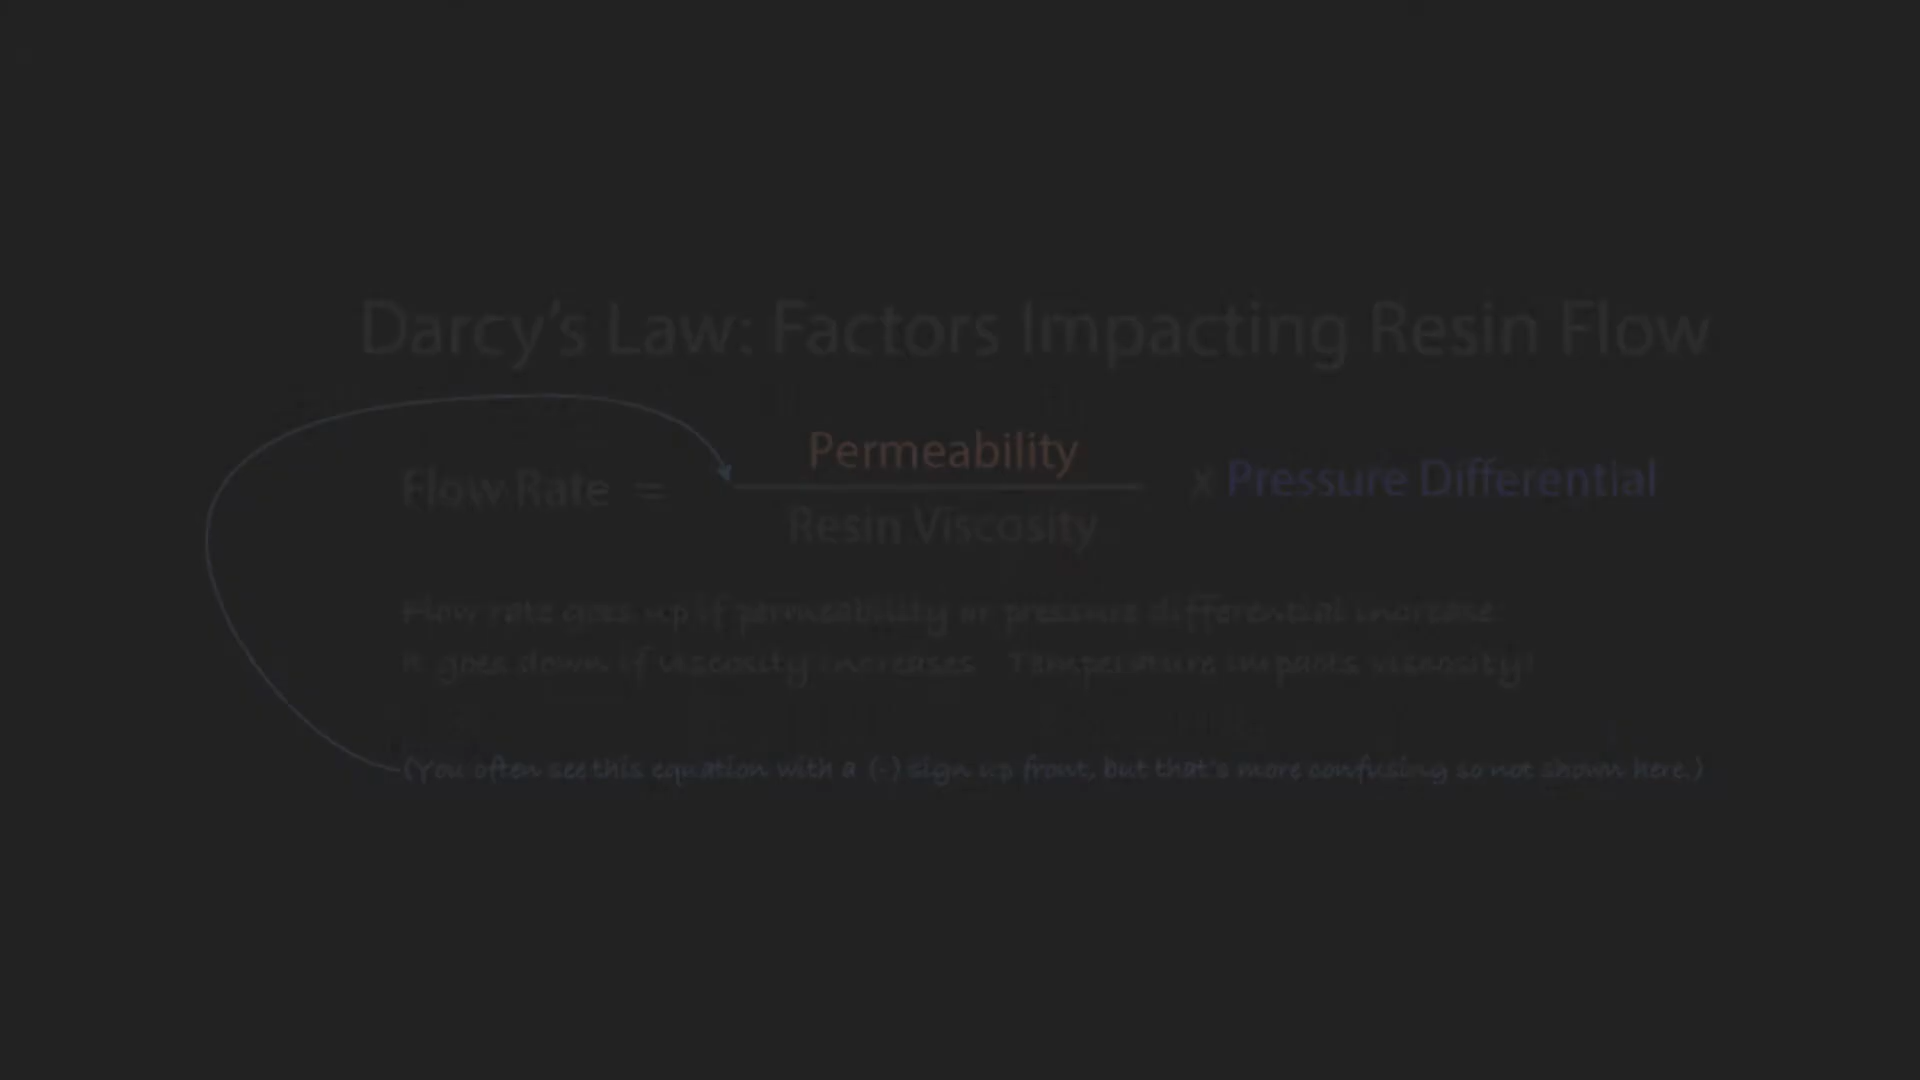 Darcy's Law: Factors Impacting Resin Flow
Flow Rate = Permeability x Pressure Differential
Resin Viscosity
Flow rate goes up if permeability or pressure differential increase.
It goes down if viscosity increases. Temperature impacts viscosity!
(You often see this equation with a (-) sign up front, but that's more confusing so not shown here.)